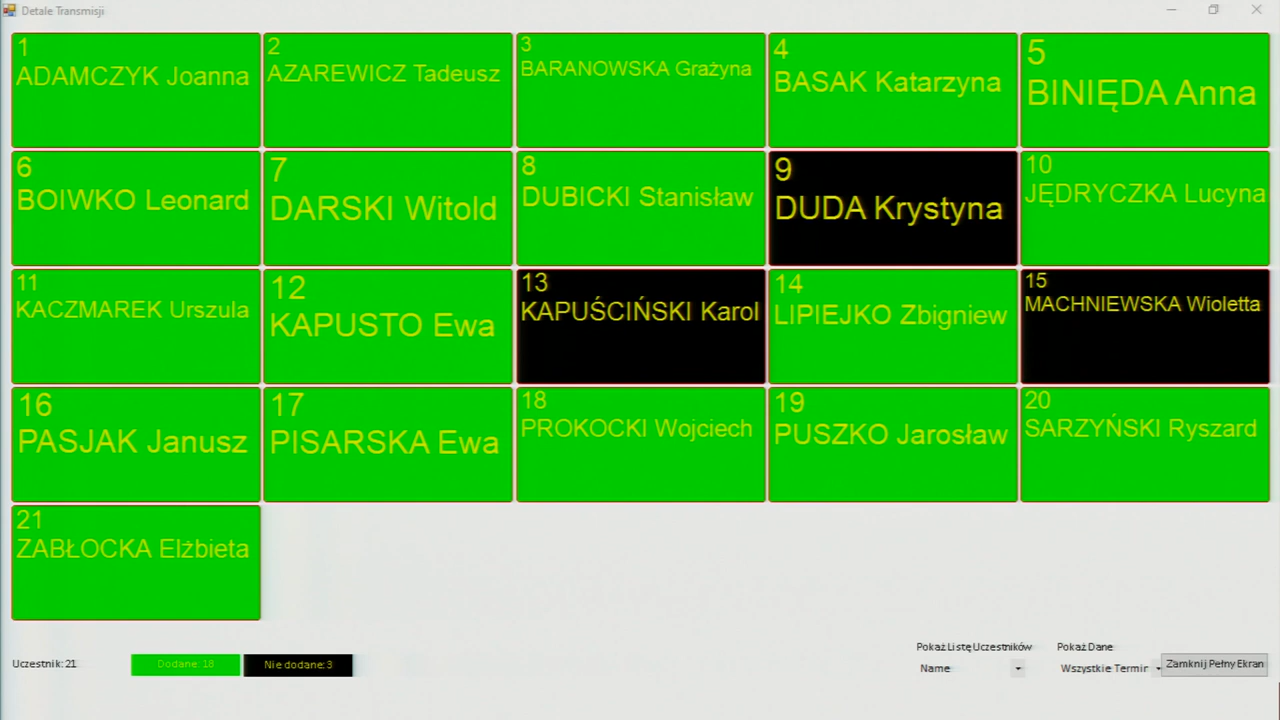 Detale Transmisji
1
ADAMCZYK Joanna
2
AZAREWICZ Tadeusz
3
BARANOWSKA Grażyna
4
BASAK Katarzyna
5
BINIĘDA Anna
6
BOIWKO Leonard
7
DARSKI Witold
8
DUBICKI Stanisław
9
DUDA Krystyna
10
JĘDRYCZKA Lucyna
11
KACZMAREK Urszula
12
KAPUSTO Ewa
13
KAPUŚCIŃSKI Karol
14
LIPIEJKO Zbigniew
15
MACHNIEWSKA Wioletta
16
PASJAK Janusz
17
PISARSKA Ewa
18
PROKOCKI Wojciech
19
PUSZKO Jarosław
20
SARZYŃSKI Ryszard
21
ZABŁOCKA Elżbieta
Uczestnik: 21
Dodane: 18
Nie dodane: 3
Pokaż Listę Uczestników
Name
Pokaż Dane
Wszystkie Termir
Zamknij Pełny Ekran